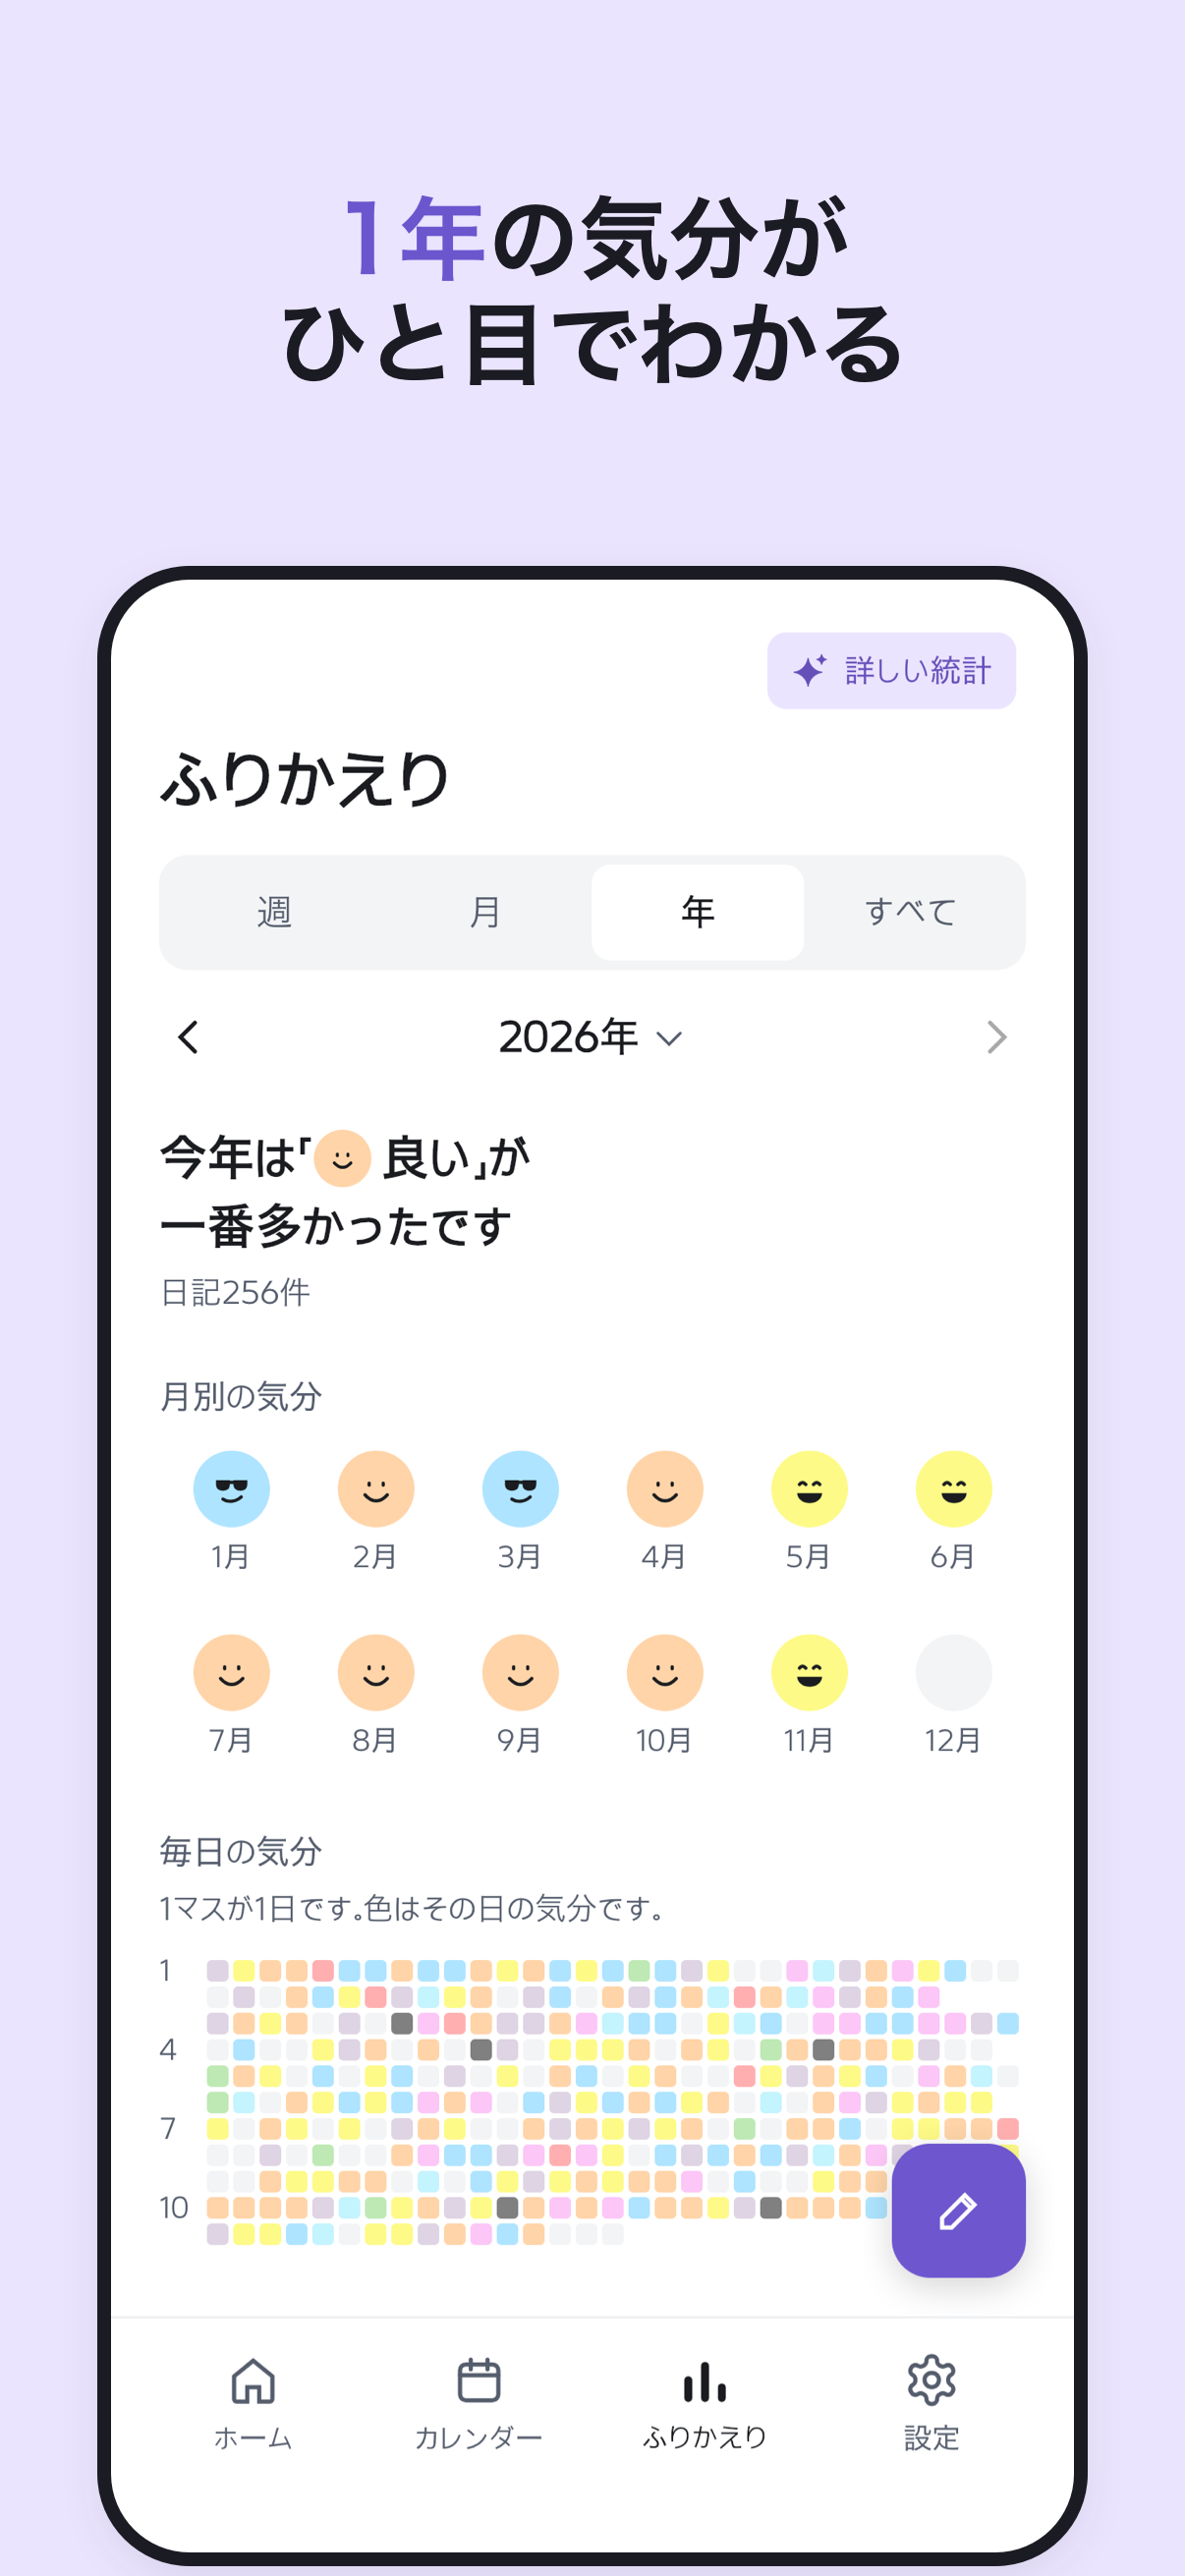 1年の気分が
ひと目でわかる
詳しい統計
ふりかえり
週 月 年 すべて
2026年
今年は「良い」が
一番多かったです
日記256件
月別の気分
1月 2月 3月 4月 5月 6月
7月 8月 9月 10月 11月 12月
毎日の気分
1マスが1日です。色はその日の気分です。
1
4
7
10
ホーム カレンダー ふりかえり 設定